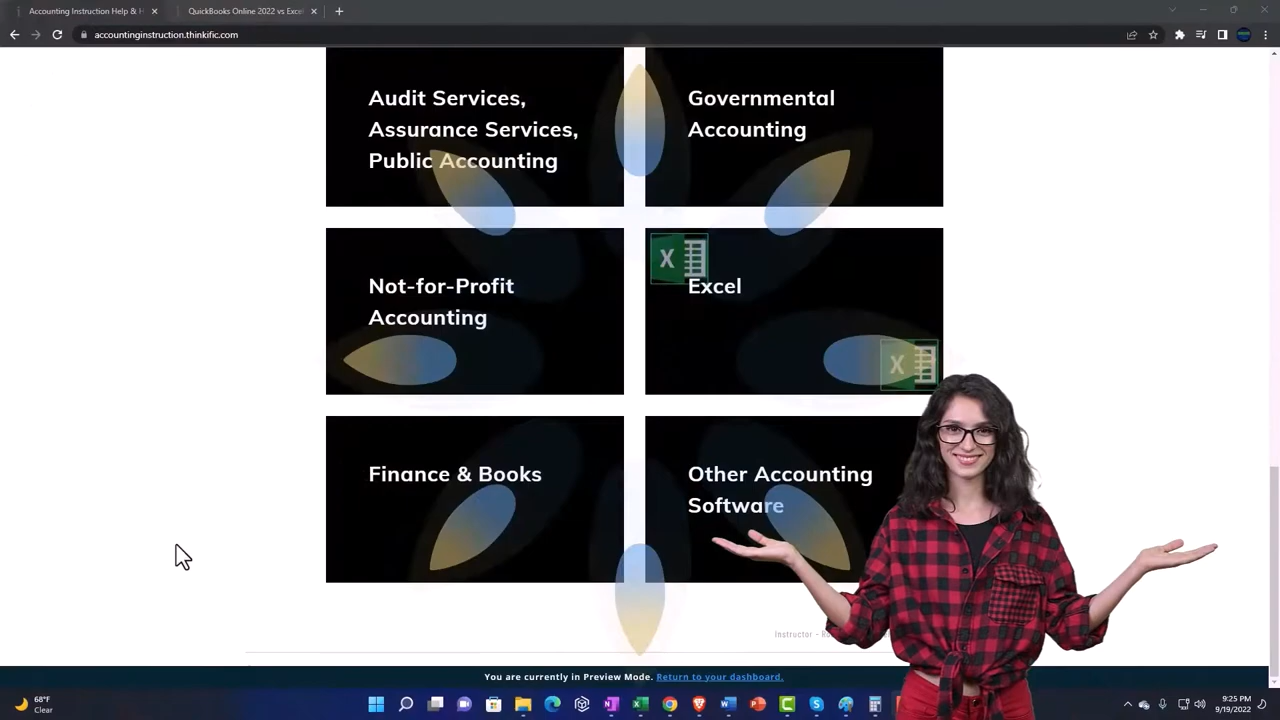 Accounting Instruction Help & H
QuickBooks Online 2022 vs Excel
accountinginstruction.thinkific.com
Audit Services,
Assurance Services,
Public Accounting
Governmental
Accounting
Not-for-Profit
Accounting
X
Excel
X
Finance & Books
Other Accounting
Software
Instructor -
You are currently in Preview Mode. Return to your dashboard.
68°F
Clear
9:25 PM
9/19/2022